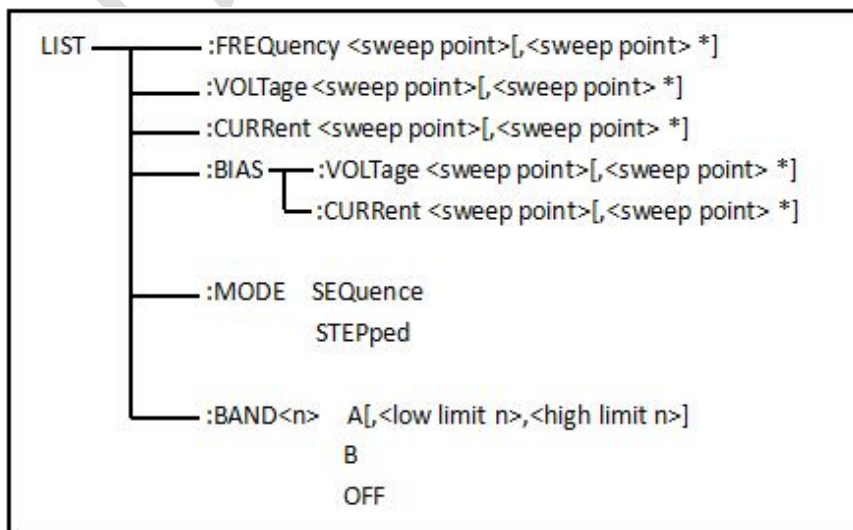 LIST :FREQuency <sweep point>[,<sweep point> *]
:VOLTage <sweep point>[,<sweep point> *]
:CURRent <sweep point>[,<sweep point> *]
:BIAS :VOLTage <sweep point>[,<sweep point> *]
:CURRent <sweep point>[,<sweep point> *]
:MODE SEQuence
STEPped
:BAND<n> A[,<low limit n>,<high limit n>]
B
OFF